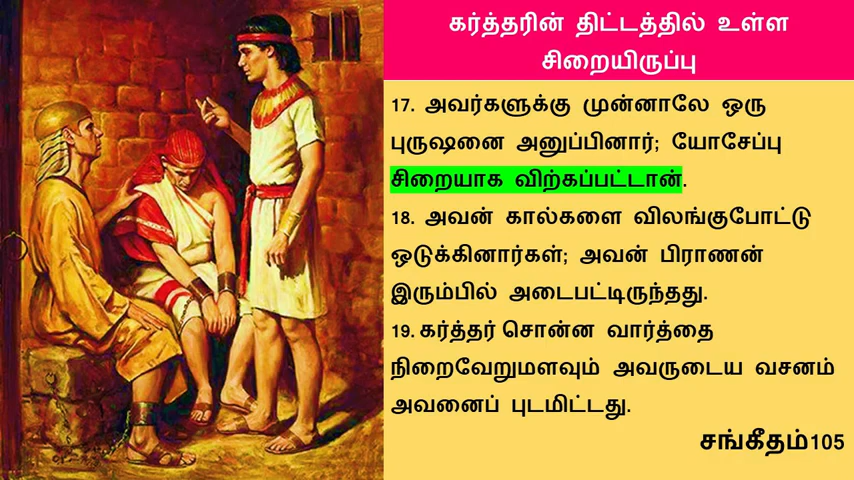 கர்த்தரின் திட்டத்தில் உள்ள
சிறையிருப்பு
17. அவர்களுக்கு முன்னாலே ஒரு
புருஷனை அனுப்பினார்; யோசேப்பு
சிறையாக விற்கப்பட்டான்.
18. அவன் கால்களை விலங்குபோட்டு
ஒடுக்கினார்கள்; அவன் பிராணன்
இரும்பில் அடைபட்டிருந்தது.
19. கர்த்தர் சொன்ன வார்த்தை
நிறைவேறுமளவும் அவருடைய வசனம்
அவனைப் புடமிட்டது.
சங்கீதம்105